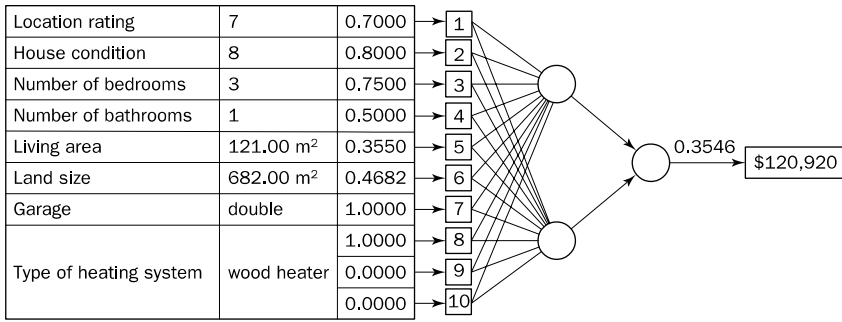 Location rating 7 0.7000 1
House condition 8 0.8000 2
Number of bedrooms 3 0.7500 3
Number of bathrooms 1 0.5000 4
Living area 121.00 m² 0.3550 5
Land size 682.00 m² 0.4682 6
Garage double 1.0000 7
Type of heating system wood heater 1.0000 8
0.0000 9
0.0000 10
0.3546
$120,920